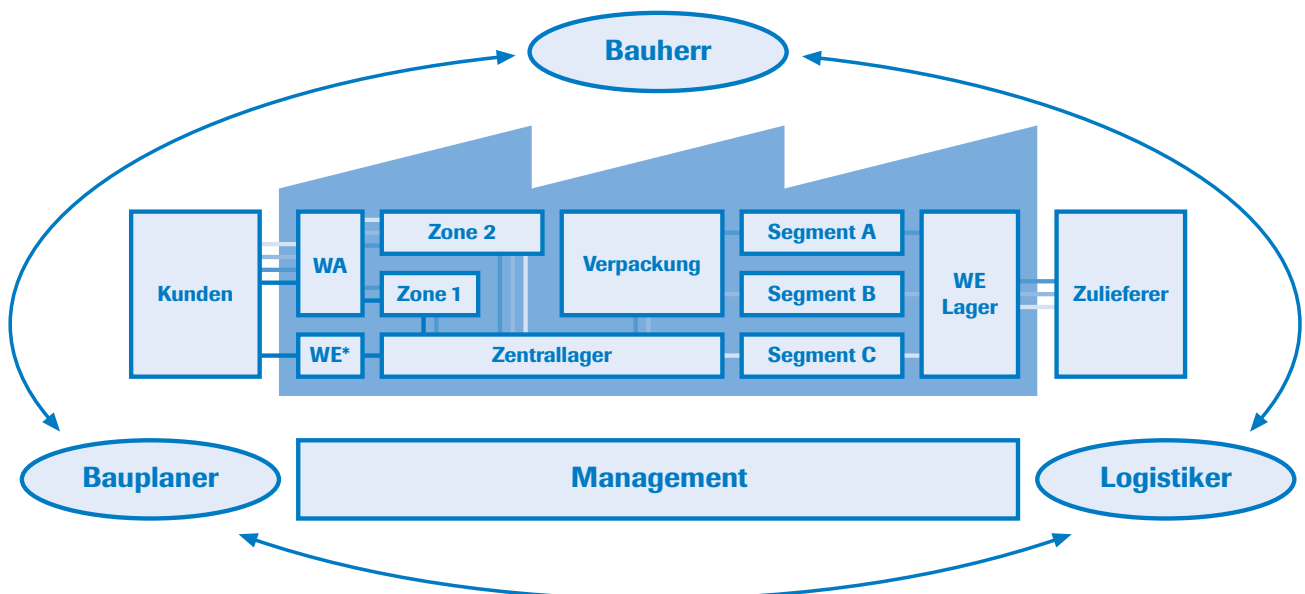 Bauherr
Zone 2
Segment A
WA
Verpackung
Kunden
Zone 1
Segment B
WE
Lager
Zulieferer
WE*
Zentrallager
Segment C
Bauplaner
Management
Logistiker